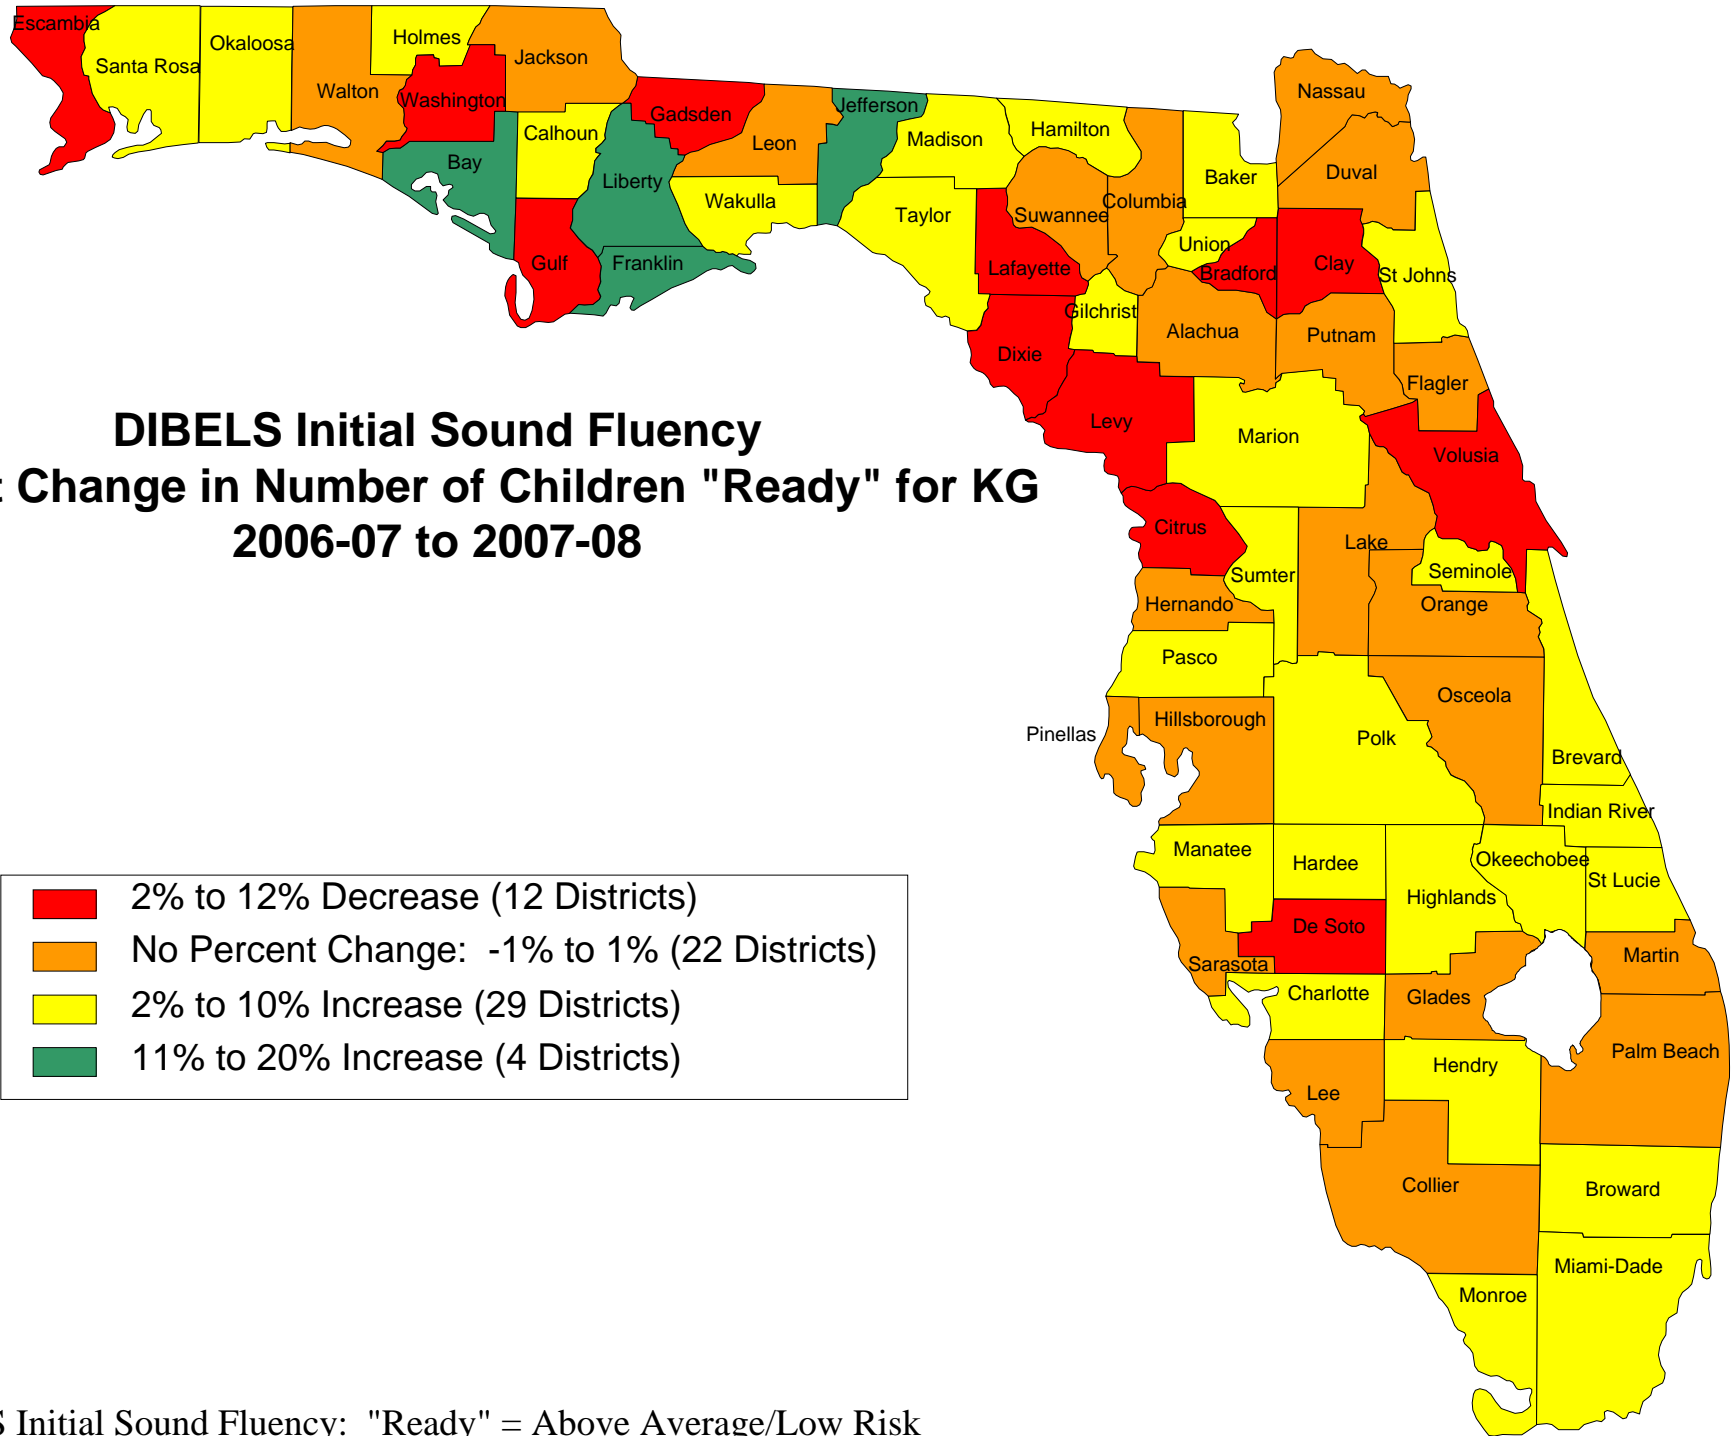 Escambia
Santa Rosa
Okaloosa
Walton
Holmes
Washington
Jackson
Bay
Calhoun
Gulf
Liberty
Gadsden
Franklin
Leon
Wakulla
Jefferson
Madison
Taylor
Hamilton
Suwannee
Lafayette
Columbia
Dixie
Gilchrist
Baker
Union
Bradford
Nassau
Duval
Clay
St Johns
Alachua
Putnam
Flagler
Levy
Marion
Volusia
Citrus
Sumter
Lake
Seminole
Orange
Hernando
Pasco
Osceola
Pinellas
Hillsborough
Polk
Brevard
Indian River
Manatee
Hardee
Highlands
Okeechobee
St Lucie
De Soto
Sarasota
Martin
Charlotte
Glades
Palm Beach
Hendry
Lee
Collier
Broward
Miami-Dade
Monroe
DIBELS Initial Sound Fluency
Change in Number of Children "Ready" for KG
2006-07 to 2007-08
2% to 12% Decrease (12 Districts)
No Percent Change: -1% to 1% (22 Districts)
2% to 10% Increase (29 Districts)
11% to 20% Increase (4 Districts)
S Initial Sound Fluency: "Ready" = Above Average/Low Risk